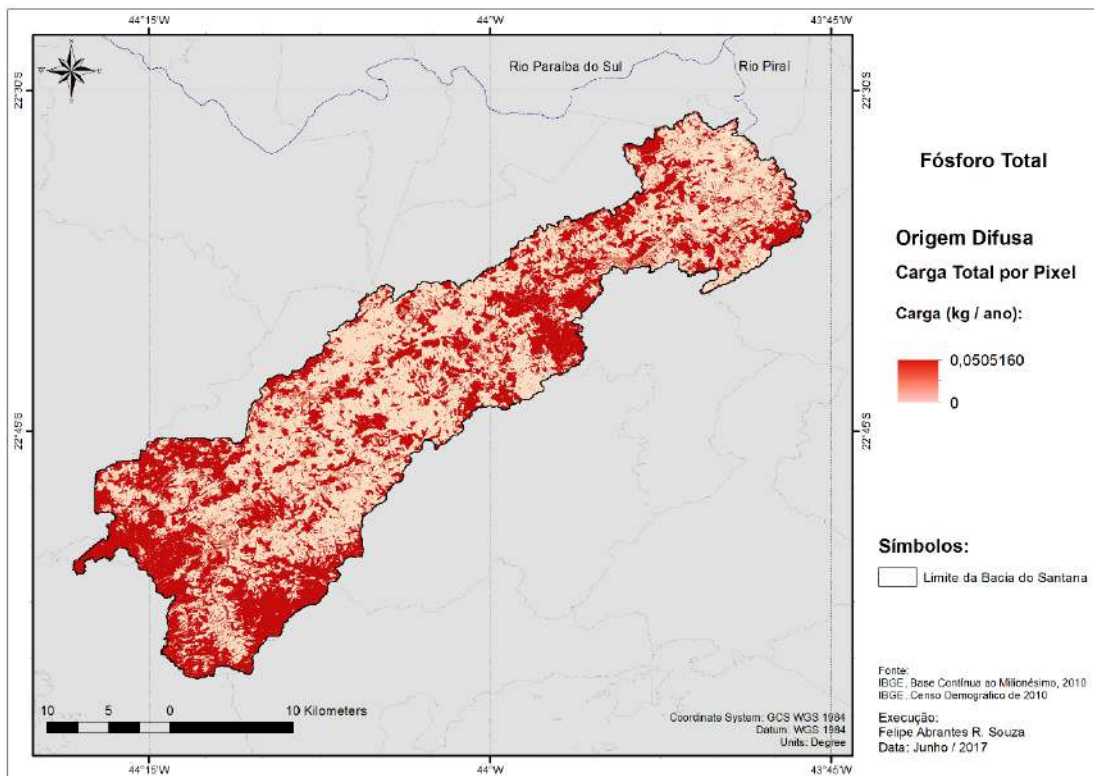 44°15'W
44°W
43°45'W
Rio Paraíba do Sul
Rio Piraí
22°30'S
22°30'S
Fósforo Total
Origem Difusa
Carga Total por Pixel
Carga (kg / ano):
0,0505160
0
22°45'S
22°45'S
Símbolos:
Limite da Bacia do Santana
Fonte:
IBGE, Base Contínua ao Milionésimo, 2010
IBGE, Censo Demográfico de 2010
Execução:
Felipe Abrantes R. Souza
Data: Junho / 2017
10
5
0
10 Kilometers
Coordinate System: GCS WGS 1984
Datum: WGS 1984
Units: Degree
44°15'W
44°W
43°45'W